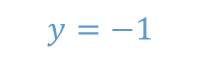 y = −1